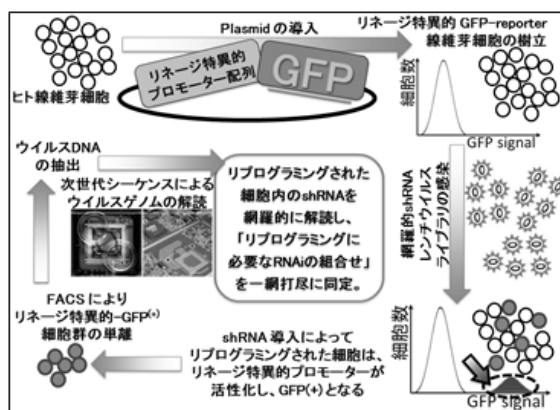 Plasmid の導入
リネージ特異的
プロモーター配列
GFP
ヒト線維芽細胞
リネージ特異的 GFP-reporter
線維芽細胞の樹立
細胞数
GFP signal
網羅的shRNA
レンチウイルス
ライブラリの感染
細胞数
GFP signal
shRNA 導入によって
リプログラミングされた細胞は、
リネージ特異的プロモーターが
活性化し、GFP(+)となる
FACS により
リネージ特異的-GFP(+)
細胞群の単離
ウイルスDNA
の抽出
次世代シーケンスによる
ウイルスゲノムの解読
リプログラミングされた
細胞内のshRNAを
網羅的に解読し、
「リプログラミングに
必要なRNAiの組合せ」
を一網打尽に同定。